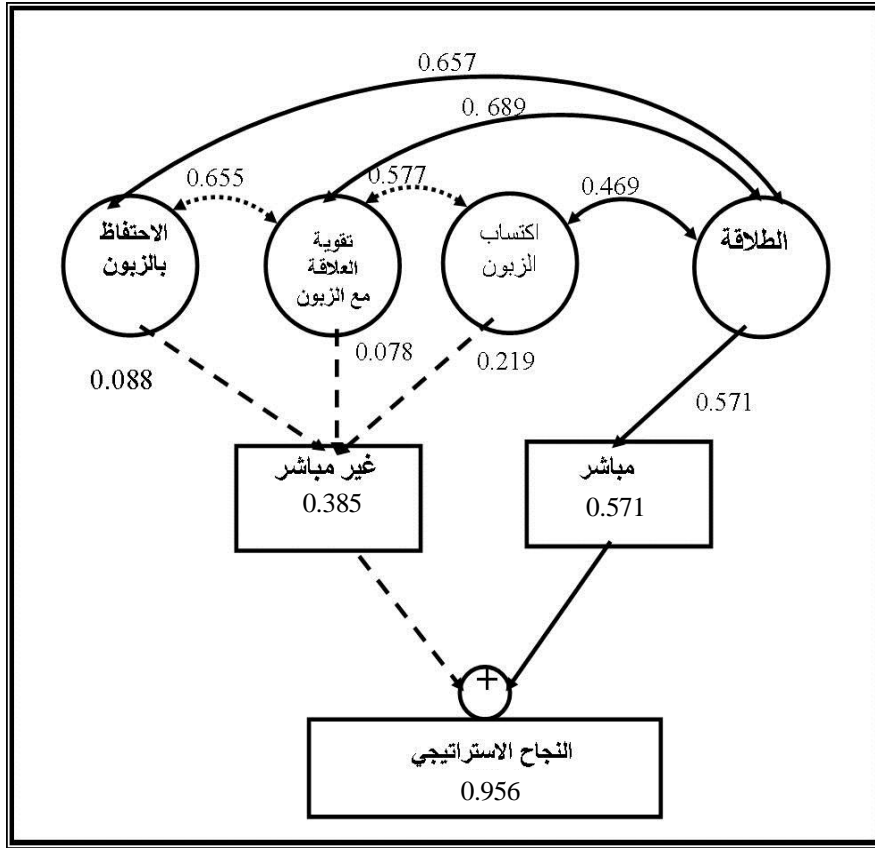 0.657
0. 689
0.655
0.577
0.469
الطلاقة
اكتساب
الزبون
تقوية
العلاقة
مع الزبون
الاحتفاظ
بالزبون
0.088
0.078
0.219
0.571
مباشر
0.571
غير مباشر
0.385
+
النجاح الاستراتيجي
0.956